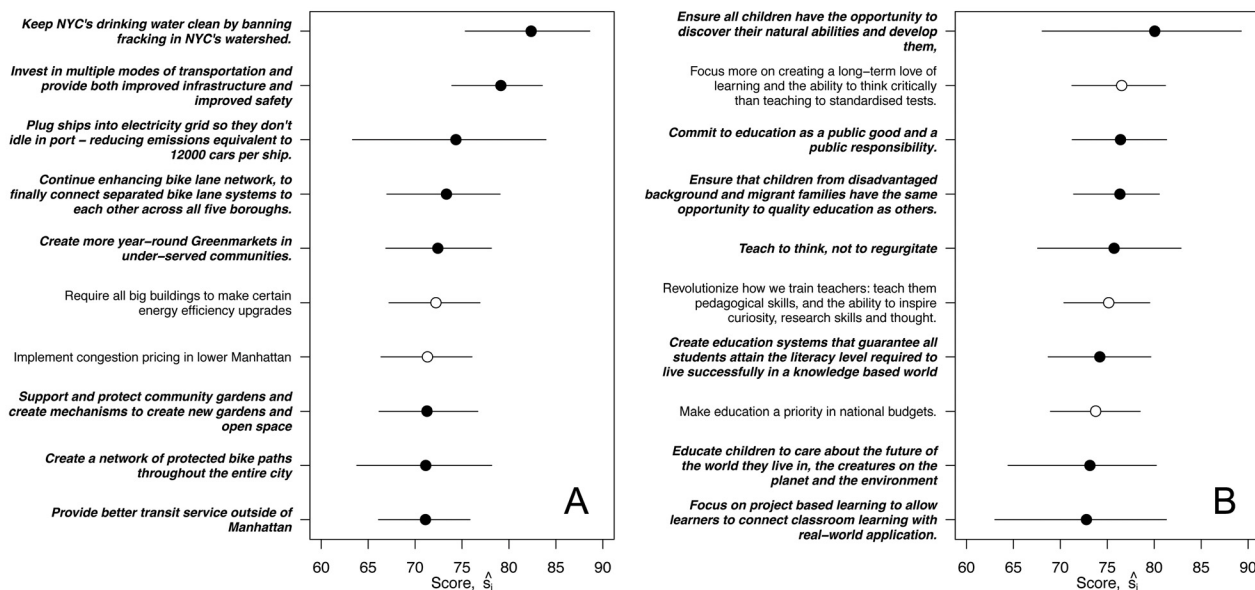 Keep NYC's drinking water clean by banning
fracking in NYC's watershed.
Invest in multiple modes of transportation and
provide both improved infrastructure and
improved safety
Plug ships into electricity grid so they don't
idle in port – reducing emissions equivalent to
12000 cars per ship.
Continue enhancing bike lane network, to
finally connect separated bike lane systems to
each other across all five boroughs.
Create more year–round Greenmarkets in
under–served communities.
Require all big buildings to make certain
energy efficiency upgrades
Implement congestion pricing in lower Manhattan
Support and protect community gardens and
create mechanisms to create new gardens and
open space
Create a network of protected bike paths
throughout the entire city
Provide better transit service outside of
Manhattan
A
60 65 70 75 80 85 90
Score, ŝi
Ensure all children have the opportunity to
discover their natural abilities and develop
them,
Focus more on creating a long–term love of
learning and the ability to think critically
than teaching to standardised tests.
Commit to education as a public good and a
public responsibility.
Ensure that children from disadvantaged
background and migrant families have the same
opportunity to quality education as others.
Teach to think, not to regurgitate
Revolutionize how we train teachers: teach them
pedagogical skills, and the ability to inspire
curiosity, research skills and thought.
Create education systems that guarantee all
students attain the literacy level required to
live successfully in a knowledge based world
Make education a priority in national budgets.
Educate children to care about the future of
the world they live in, the creatures on the
planet and the environment
Focus on project based learning to allow
learners to connect classroom learning with
real–world application.
B
60 65 70 75 80 85 90
Score, ŝi